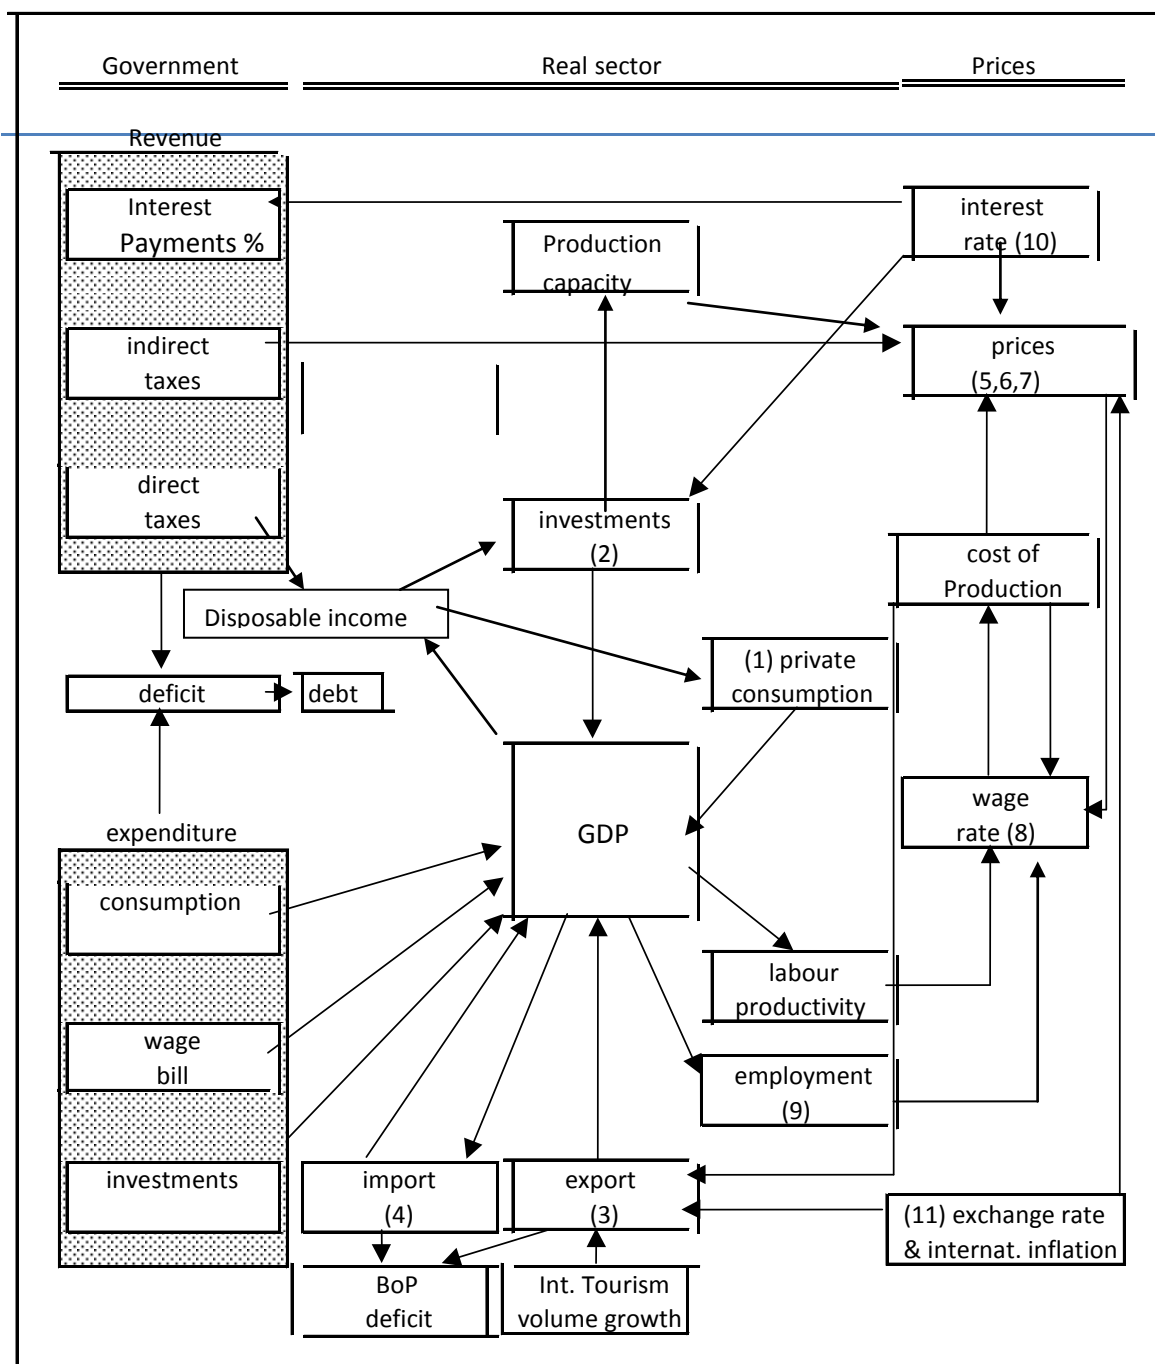 Government
Real sector
Prices
Revenue
Interest
Payments %
interest
rate (10)
Production
capacity
indirect
taxes
prices
(5,6,7)
direct
taxes
investments
(2)
cost of
Production
Disposable income
(1) private
consumption
deficit
debt
wage
rate (8)
GDP
expenditure
consumption
labour
productivity
wage
bill
employment
(9)
investments
import
(4)
export
(3)
(11) exchange rate
& internat. inflation
BoP
deficit
Int. Tourism
volume growth